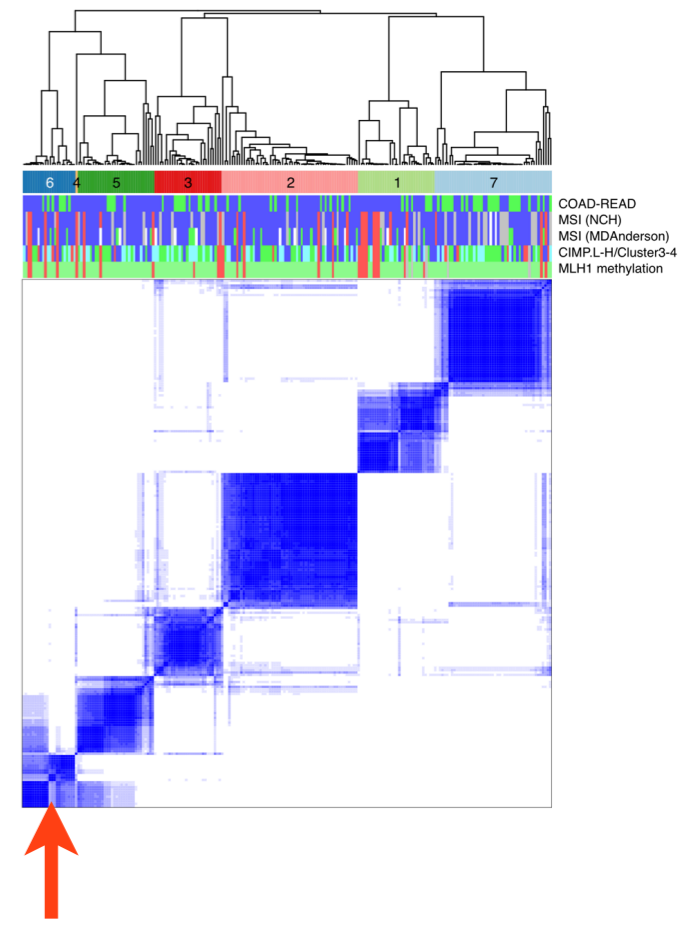 6 4 5 3 2 1 7
COAD-READ
MSI (NCH)
MSI (MDAnderson)
CIMP.L-H/Cluster3-4
MLH1 methylation